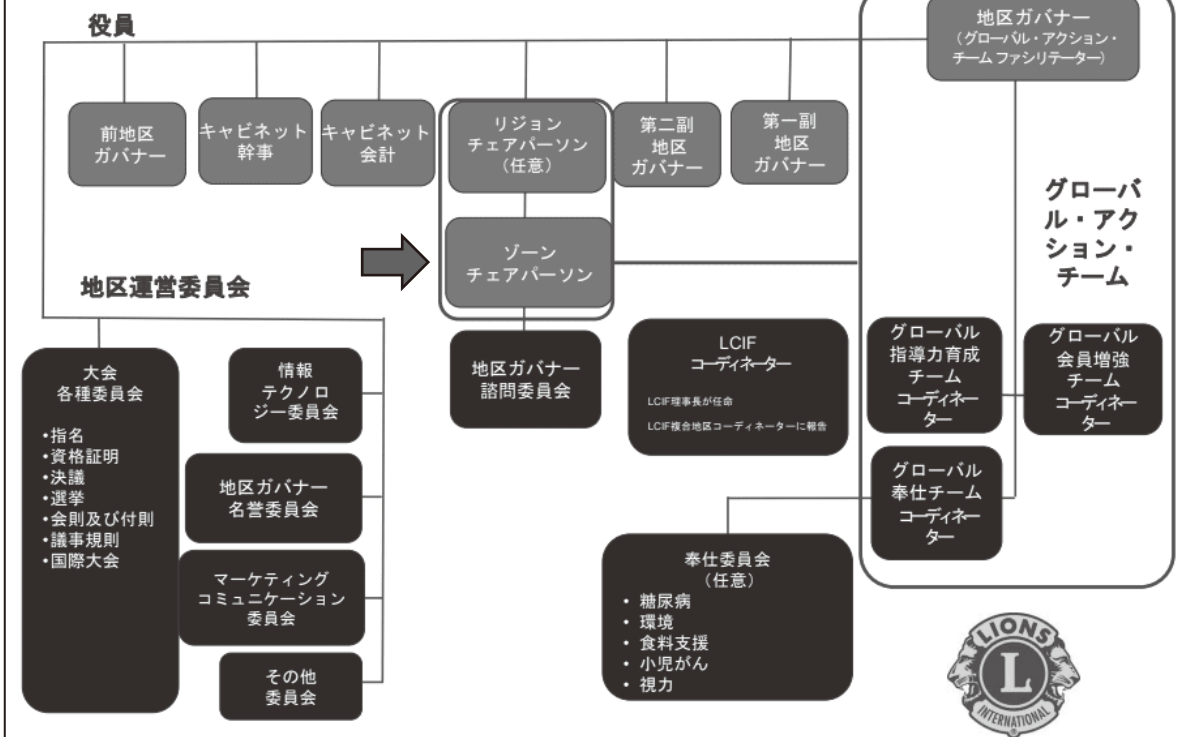 役員
地区ガバナー
（グローバル・アクション・
チーム ファシリテーター）
前地区
ガバナー
キャビネット
幹事
キャビネット
会計
リジョン
チェアパーソン
（任意）
第二副
地区
ガバナー
第一副
地区
ガバナー
グローバ
ル・アク
ション・
チーム
ゾーン
チェアパーソン
地区運営委員会
大会
各種委員会
•指名
•資格証明
•決議
•選挙
•会則及び付則
•議事規則
•国際大会
情報
テクノロ
ジー委員会
地区ガバナー
名誉委員会
マーケティング
コミュニケーション
委員会
その他
委員会
地区ガバナー
諮問委員会
LCIF
コーディネーター
LCIF理事長が任命
LCIF複合地区コーディネーターに報告
グローバル
指導力育成
チーム
コーディネー
ター
グローバル
会員増強
チーム
コーディネー
ター
グローバル
奉仕チーム
コーディネー
ター
奉仕委員会
（任意）
• 糖尿病
• 環境
• 食料支援
• 小児がん
• 視力
LIONS
L
INTERNATIONAL
®